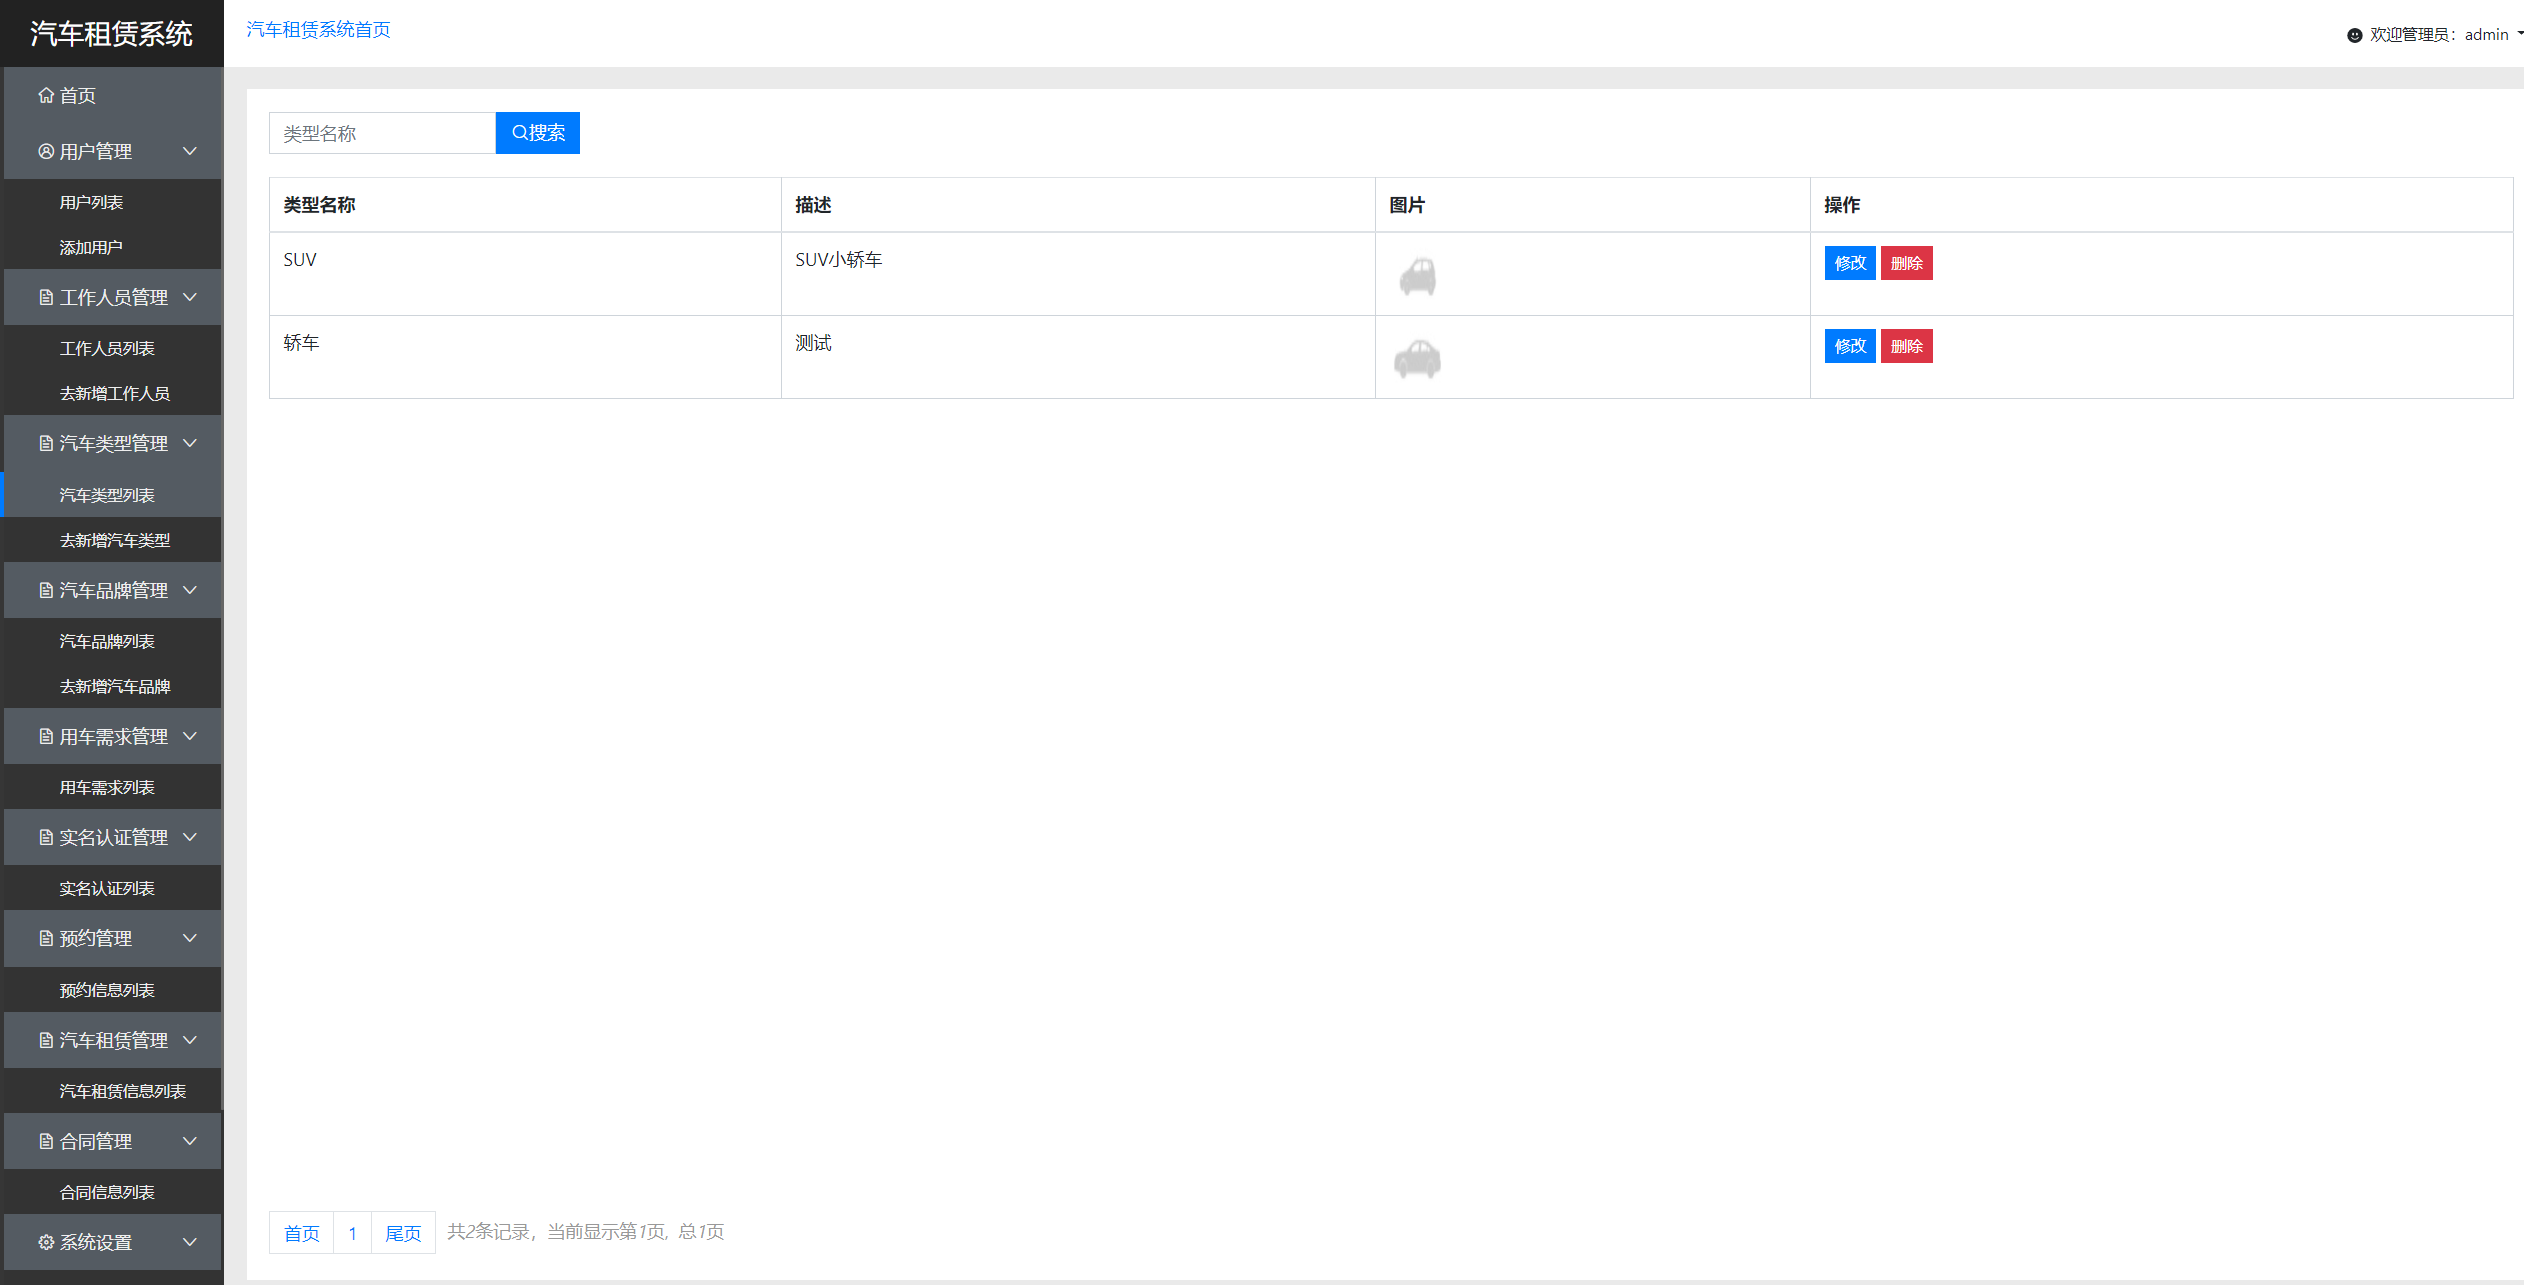 汽车租赁系统
汽车租赁系统首页
欢迎管理员：admin
首页
用户管理
用户列表
添加用户
工作人员管理
工作人员列表
去新增工作人员
汽车类型管理
汽车类型列表
去新增汽车类型
汽车品牌管理
汽车品牌列表
去新增汽车品牌
用车需求管理
用车需求列表
实名认证管理
实名认证列表
预约管理
预约信息列表
汽车租赁管理
汽车租赁信息列表
合同管理
合同信息列表
系统设置
类型名称 搜索
类型名称 描述 图片 操作
SUV SUV小轿车 修改 删除
轿车 测试 修改 删除
首页 1 尾页 共2条记录，当前显示第1页，总1页